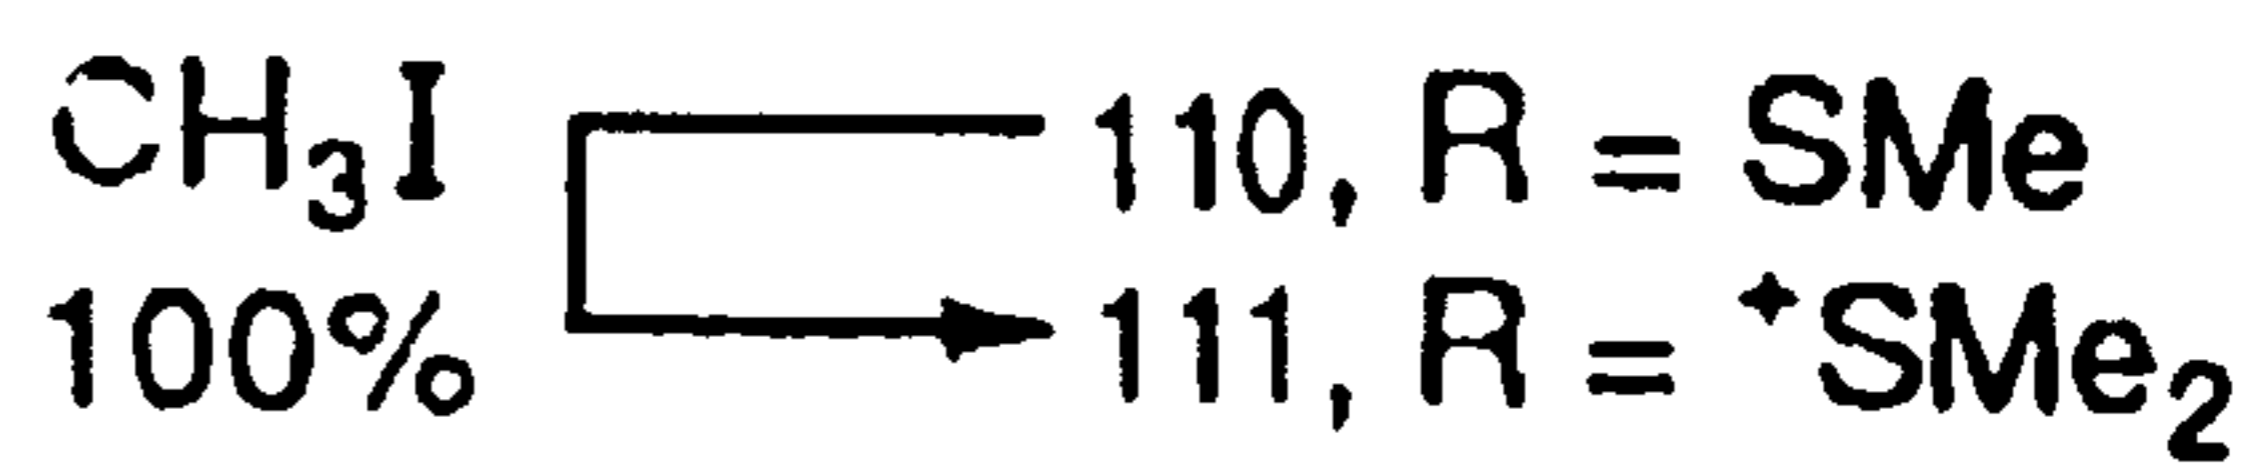 CH₃I 110, R = SMe
100% 111, R = ⁺SMe₂